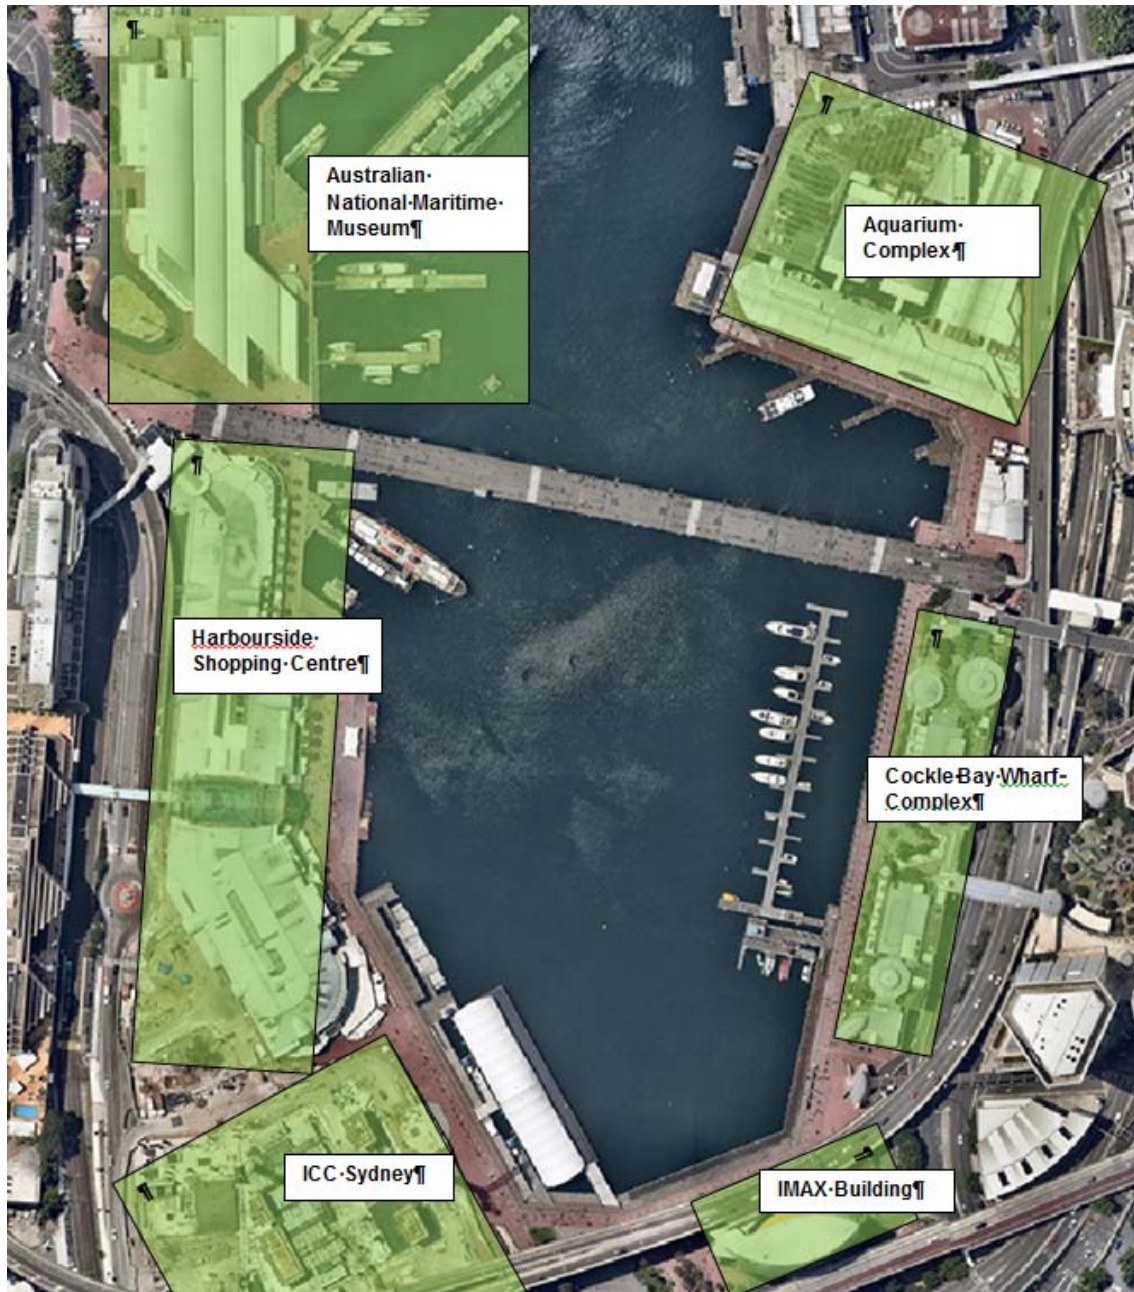 ¶
Australian·
National·Maritime·
Museum¶
¶
Aquarium·
Complex¶
¶
Harbourside·
Shopping·Centre¶
¶
Cockle·Bay·Wharf·
Complex¶
¶
ICC·Sydney¶
¶
IMAX·Building¶